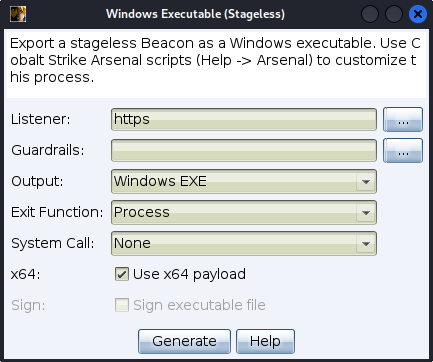 Windows Executable (Stageless)
Export a stageless Beacon as a Windows executable. Use C
obalt Strike Arsenal scripts (Help -> Arsenal) to customize t
his process.
Listener: https ...
Guardrails: ...
Output: Windows EXE
Exit Function: Process
System Call: None
x64: Use x64 payload
Sign: Sign executable file
Generate Help